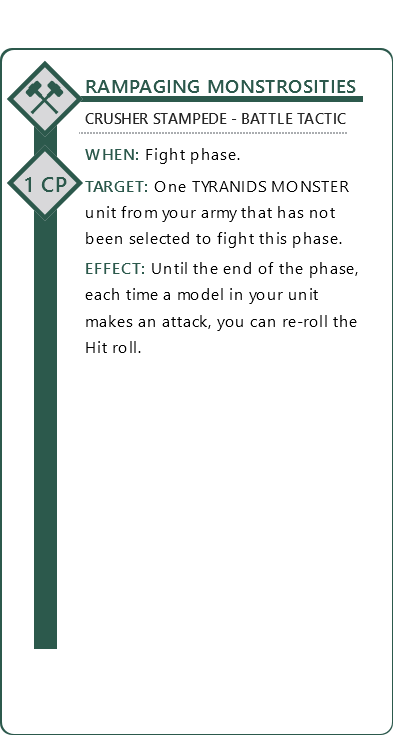 RAMPAGING MONSTROSITIES
CRUSHER STAMPEDE - BATTLE TACTIC
WHEN: Fight phase.
1 CP
TARGET: One TYRANIDS MONSTER
unit from your army that has not
been selected to fight this phase.
EFFECT: Until the end of the phase,
each time a model in your unit
makes an attack, you can re-roll the
Hit roll.